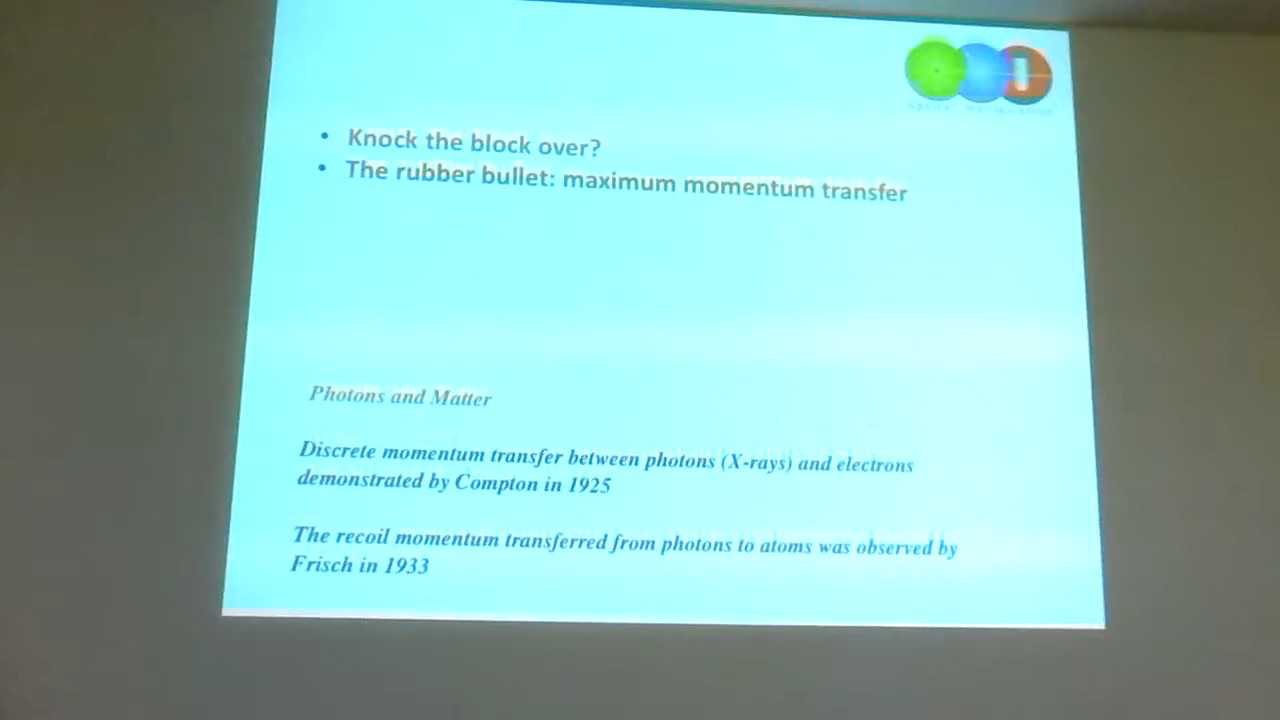 • Knock the block over?
• The rubber bullet: maximum momentum transfer
Photons and Matter
Discrete momentum transfer between photons (X-rays) and electrons
demonstrated by Compton in 1925
The recoil momentum transferred from photons to atoms was observed by
Frisch in 1933